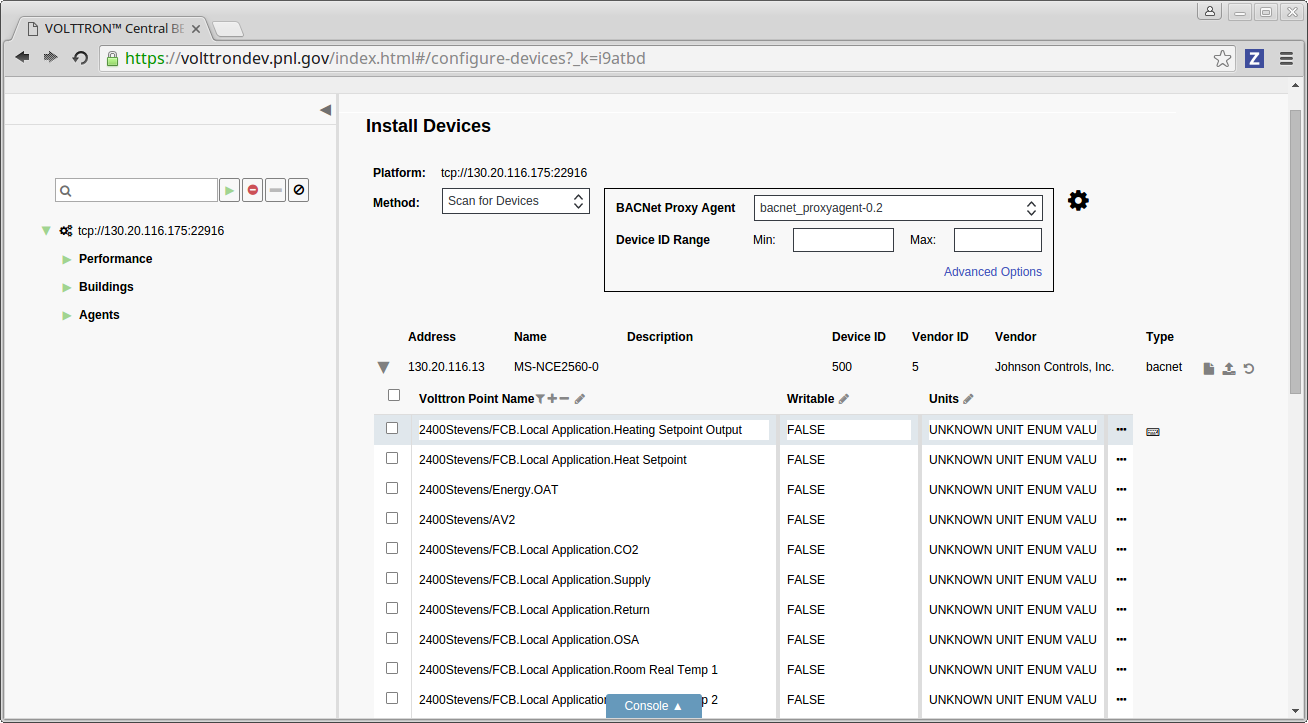 VOLTTRON™ Central BE
https://volttrondev.pnl.gov/index.html#/configure-devices?_k=i9atbd
Z
tcp://130.20.116.175:22916
Performance
Buildings
Agents
Install Devices
Platform: tcp://130.20.116.175:22916
Method: Scan for Devices
BACNet Proxy Agent bacnet_proxyagent-0.2
Device ID Range Min: Max:
Advanced Options
Address Name Description Device ID Vendor ID Vendor Type
130.20.116.13 MS-NCE2560-0 500 5 Johnson Controls, Inc. bacnet
Volttron Point Name Writable Units
2400Stevens/FCB.Local Application.Heating Setpoint Output FALSE UNKNOWN UNIT ENUM VALU
2400Stevens/FCB.Local Application.Heat Setpoint FALSE UNKNOWN UNIT ENUM VALU
2400Stevens/Energy.OAT FALSE UNKNOWN UNIT ENUM VALU
2400Stevens/AV2 FALSE UNKNOWN UNIT ENUM VALU
2400Stevens/FCB.Local Application.CO2 FALSE UNKNOWN UNIT ENUM VALU
2400Stevens/FCB.Local Application.Supply FALSE UNKNOWN UNIT ENUM VALU
2400Stevens/FCB.Local Application.Return FALSE UNKNOWN UNIT ENUM VALU
2400Stevens/FCB.Local Application.OSA FALSE UNKNOWN UNIT ENUM VALU
2400Stevens/FCB.Local Application.Room Real Temp 1 FALSE UNKNOWN UNIT ENUM VALU
2400Stevens/FCB.Local Application p 2 FALSE UNKNOWN UNIT ENUM VALU
Console ▲